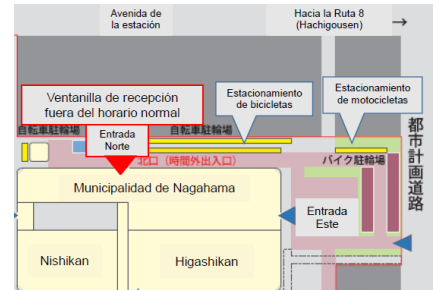 Avenida de
la estación
Hacia la Ruta 8
(Hachigousen)
Ventanilla de recepción
fuera del horario normal
Estacionamiento
de bicicletas
Estacionamiento
de motocicletas
自転車駐輪場
Entrada
Norte
自転車駐輪場
北口（時間外出入口）
バイク駐輪場
都市計画道路
Municipalidad de Nagahama
Entrada
Este
Nishikan
Higashikan